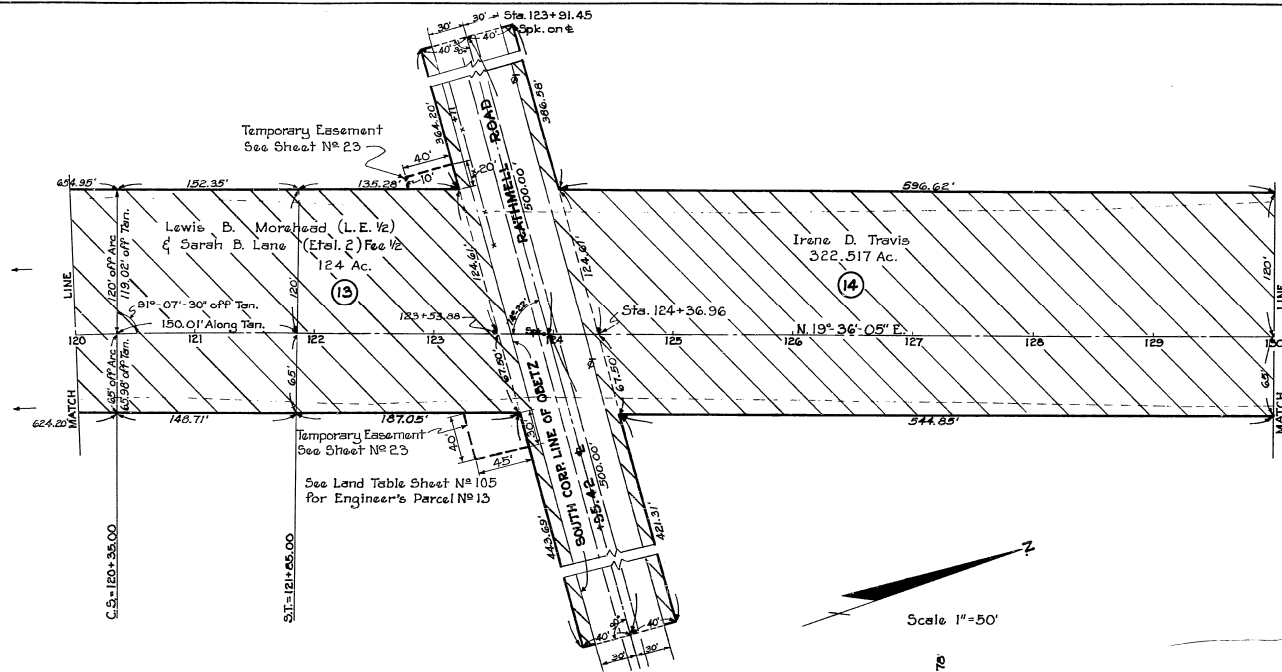 30'
30'
Sta. 123+91.45
Spk. on ℄
40'
90°
40'
364.20'
+71
386.58'
RATHMELL ROAD
500.00'
Temporary Easement
See Sheet Nº 23
40'
10'
20'
654.95'
152.35'
135.28'
596.62'
Lewis B. Morehead (L.E. ½)
& Sarah B. Lane (Etal. 2) Fee ½
124 Ac.
13
Irene D. Travis
322.517 Ac.
14
120' off Arc
119.02' off Tan.
120'
124.61'
124.61'
120'
MATCH LINE
MATCH LINE
91°-07'-30" off Tan.
150.01' Along Tan.
123+53.88
74°22'
Spk.
Sta. 124+36.96
N. 19°-36'-05" E.
120
122
123
124
125
126
127
128
129
130
65' off Arc
65.98' off Tan.
65'
67.50'
67.50'
65'
624.20'
148.71'
187.05'
544.85'
Temporary Easement
See Sheet Nº 23
40'
45'
30'
See Land Table Sheet Nº 105
for Engineer's Parcel Nº 13
SOUTH CORP. LINE OF OBETZ
+95.42 ℄
500.00'
443.69'
421.31'
C.S.=120+35.00
S.T.=121+85.00
40'
90°
40'
30'
30'
N
Scale 1"=50'
78'